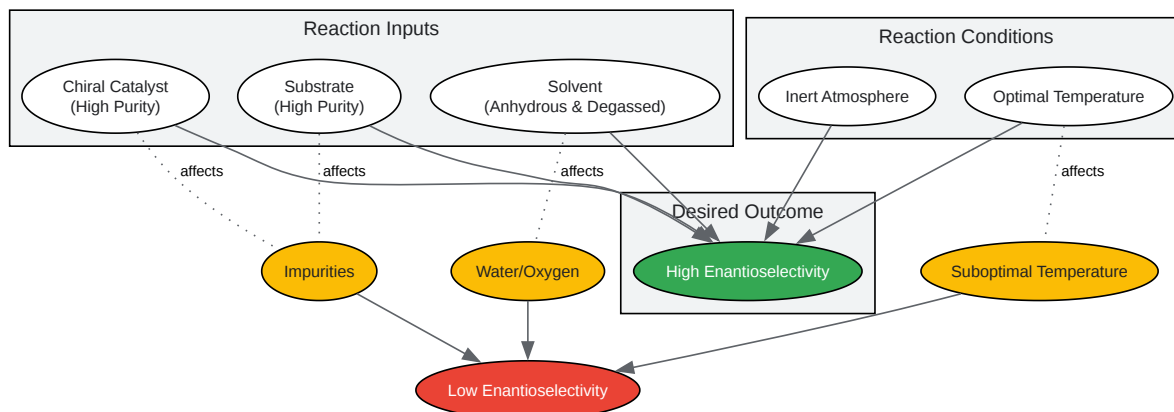 Reaction Inputs
Reaction Conditions
Chiral Catalyst
(High Purity)
Substrate
(High Purity)
Solvent
(Anhydrous & Degassed)
Inert Atmosphere
Optimal Temperature
affects
affects
affects
affects
Desired Outcome
Impurities
Water/Oxygen
High Enantioselectivity
Suboptimal Temperature
Low Enantioselectivity